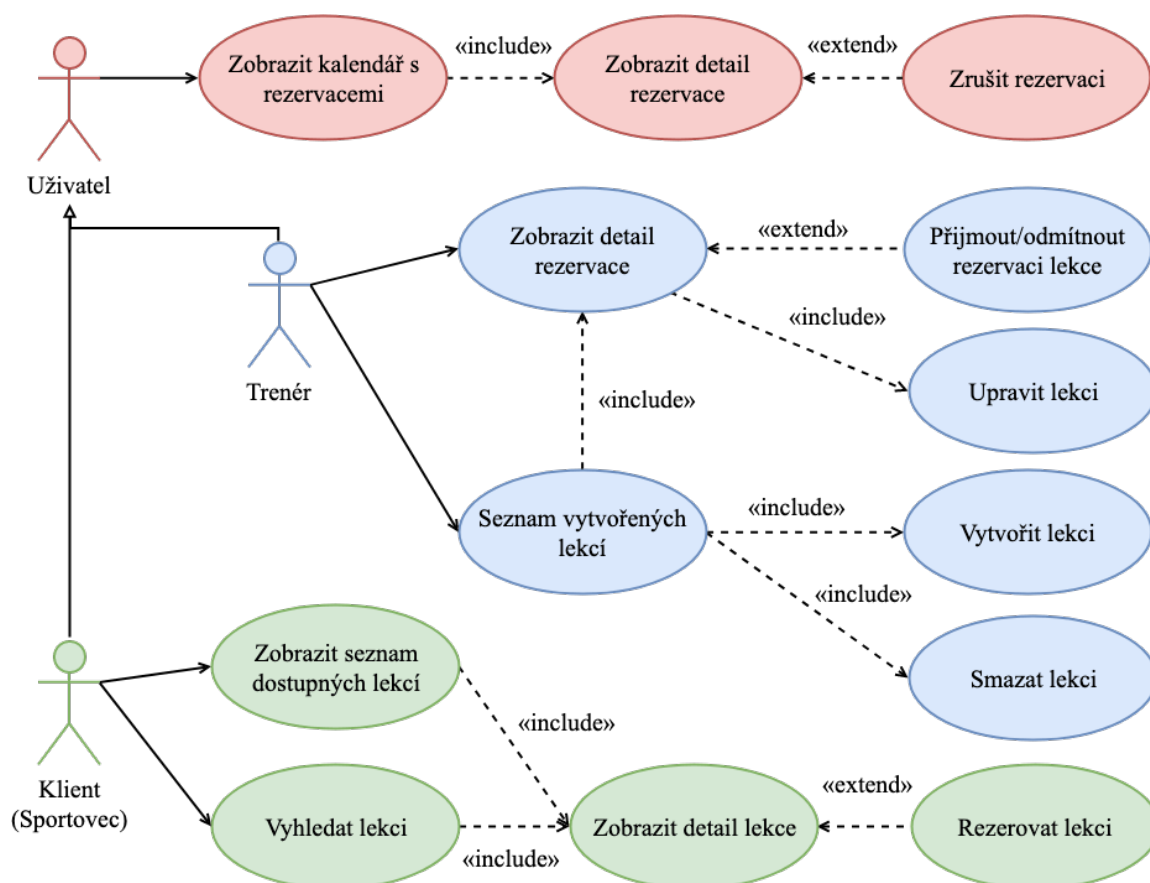 «include»
«extend»
Zobrazit kalendář s
rezervacemi
Zobrazit detail
rezervace
Zrušit rezervaci
Uživatel
Zobrazit detail
rezervace
«extend»
Přijmout/odmítnout
rezervaci lekce
«include»
Trenér
Upravit lekci
«include»
Seznam vytvořených
lekcí
«include»
Vytvořit lekci
«include»
Zobrazit seznam
dostupných lekcí
Smazat lekci
«include»
Klient
(Sportovec)
Vyhledat lekci
«include»
Zobrazit detail lekce
«extend»
Rezerovat lekci